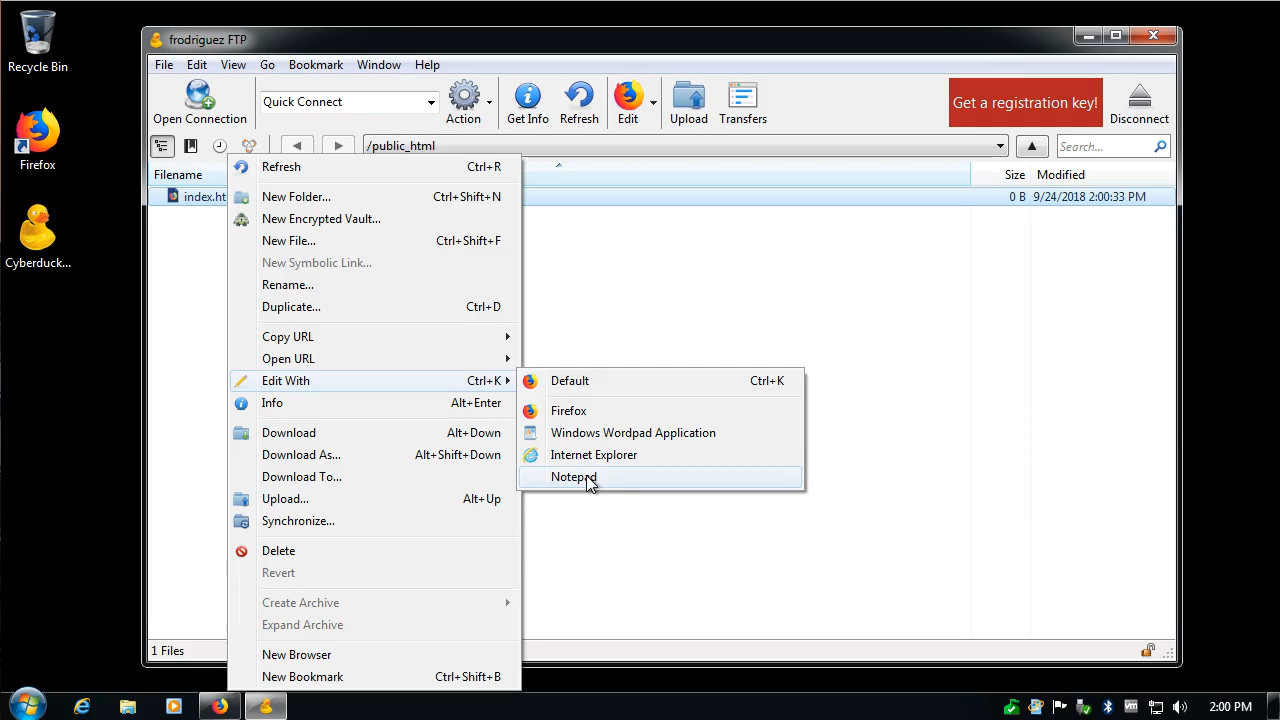 Recycle Bin
Firefox
Cyberduck...
frodriguez FTP
File Edit View Go Bookmark Window Help
Open Connection
Quick Connect
Action
Get Info
Refresh
Edit
Upload
Transfers
Get a registration key!
Disconnect
/public_html
Search...
Filename Size Modified
index.ht 0 B 9/24/2018 2:00:33 PM
Refresh Ctrl+R
New Folder... Ctrl+Shift+N
New Encrypted Vault...
New File... Ctrl+Shift+F
New Symbolic Link...
Rename...
Duplicate... Ctrl+D
Copy URL
Open URL
Edit With Ctrl+K
Info Alt+Enter
Download Alt+Down
Download As... Alt+Shift+Down
Download To...
Upload... Alt+Up
Synchronize...
Delete
Revert
Create Archive
Expand Archive
New Browser
New Bookmark Ctrl+Shift+B
Default Ctrl+K
Firefox
Windows Wordpad Application
Internet Explorer
Notepad
1 Files
2:00 PM